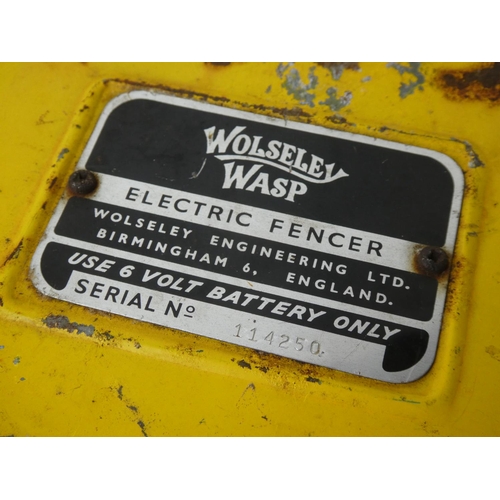 WOLSELEY
WASP
ELECTRIC FENCER
WOLSELEY ENGINEERING LTD.
BIRMINGHAM 6, ENGLAND.
USE 6 VOLT BATTERY ONLY
SERIAL Nº 114250